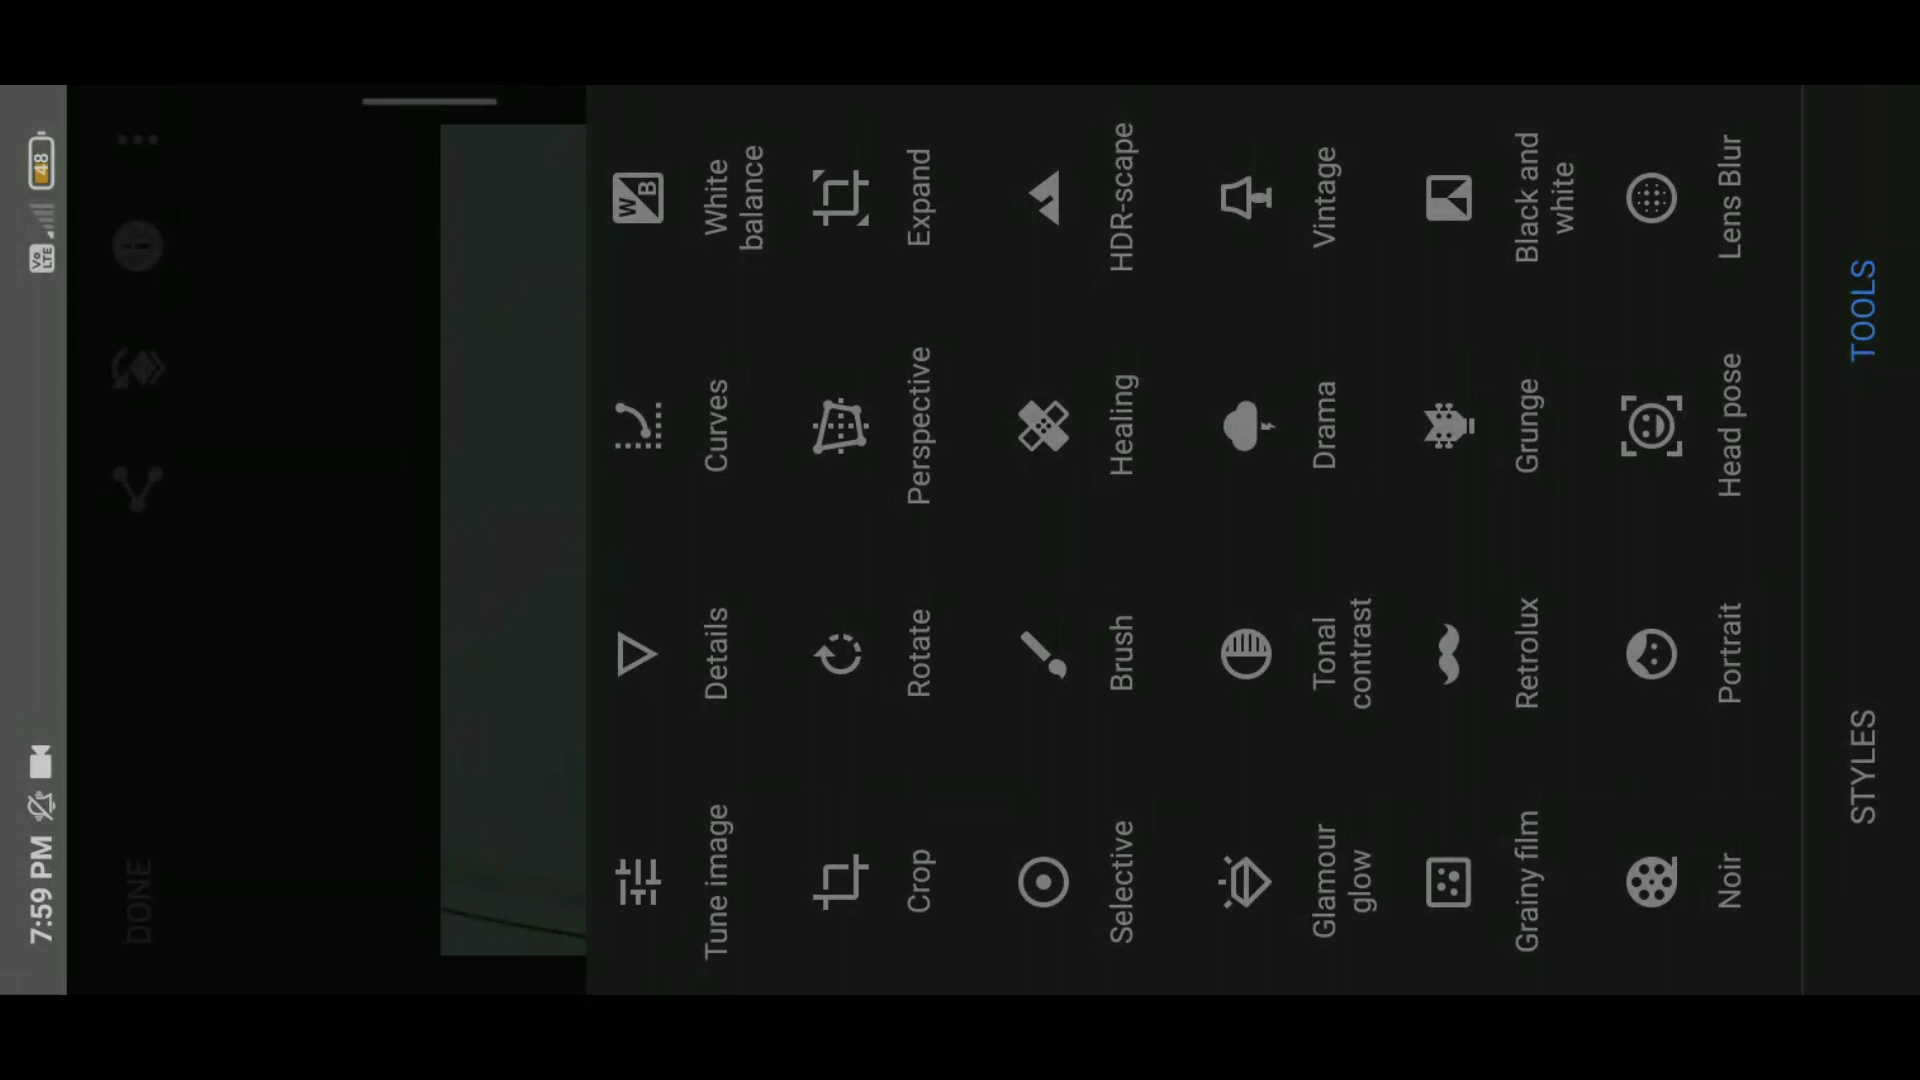 7:59 PM
Vo
LTE
48
DONE
Tune image
Details
Curves
W
B
White
balance
Crop
Rotate
Perspective
Expand
Selective
Brush
Healing
HDR-scape
Glamour
glow
Tonal
contrast
Drama
Vintage
Grainy film
Retrolux
Grunge
Black and
white
Noir
Portrait
Head pose
Lens Blur
STYLES
TOOLS